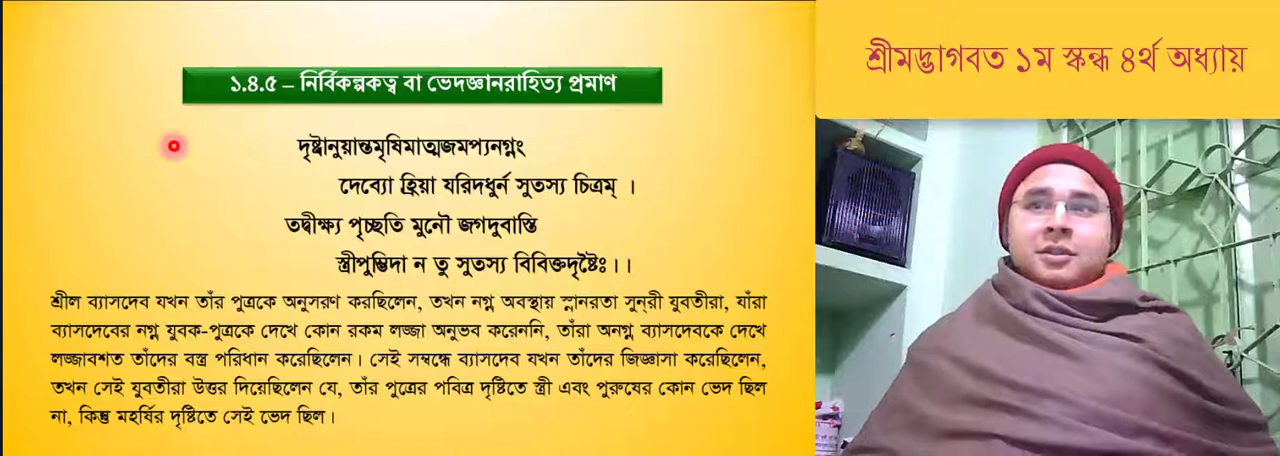 ১.৪.৫ – নির্বিকল্পকত্ব বা ভেদজ্ঞানরাহিত্য প্রমাণ
দৃষ্ট্বানুয়ান্তমৃষিমাত্মজমপ্যনগ্নং
দেব্যো হ্রিয়া যরিদধুর্ন সুতস্য চিত্রম্ ।
তদ্বীক্ষ্য পৃচ্ছতি মুনৌ জগদুবাস্তি
স্ত্রীপুম্ভিদা ন তু সুতস্য বিবিক্তদৃষ্টেঃ।।
শ্রীল ব্যাসদেব যখন তাঁর পুত্রকে অনুসরণ করছিলেন, তখন নগ্ন অবস্থায় স্নানরতা সুন্‌রী যুবতীরা, যাঁরা
ব্যাসদেবের নগ্ন যুবক-পুত্রকে দেখে কোন রকম লজ্জা অনুভব করেননি, তাঁরা অনগ্ন ব্যাসদেবকে দেখে
লজ্জাবশত তাঁদের বস্ত্র পরিধান করেছিলেন। সেই সম্বন্ধে ব্যাসদেব যখন তাঁদের জিজ্ঞাসা করেছিলেন,
তখন সেই যুবতীরা উত্তর দিয়েছিলেন যে, তাঁর পুত্রের পবিত্র দৃষ্টিতে স্ত্রী এবং পুরুষের কোন ভেদ ছিল
না, কিন্তু মহর্ষির দৃষ্টিতে সেই ভেদ ছিল।
শ্রীমদ্ভাগবত ১ম স্কন্ধ ৪র্থ অধ্যায়